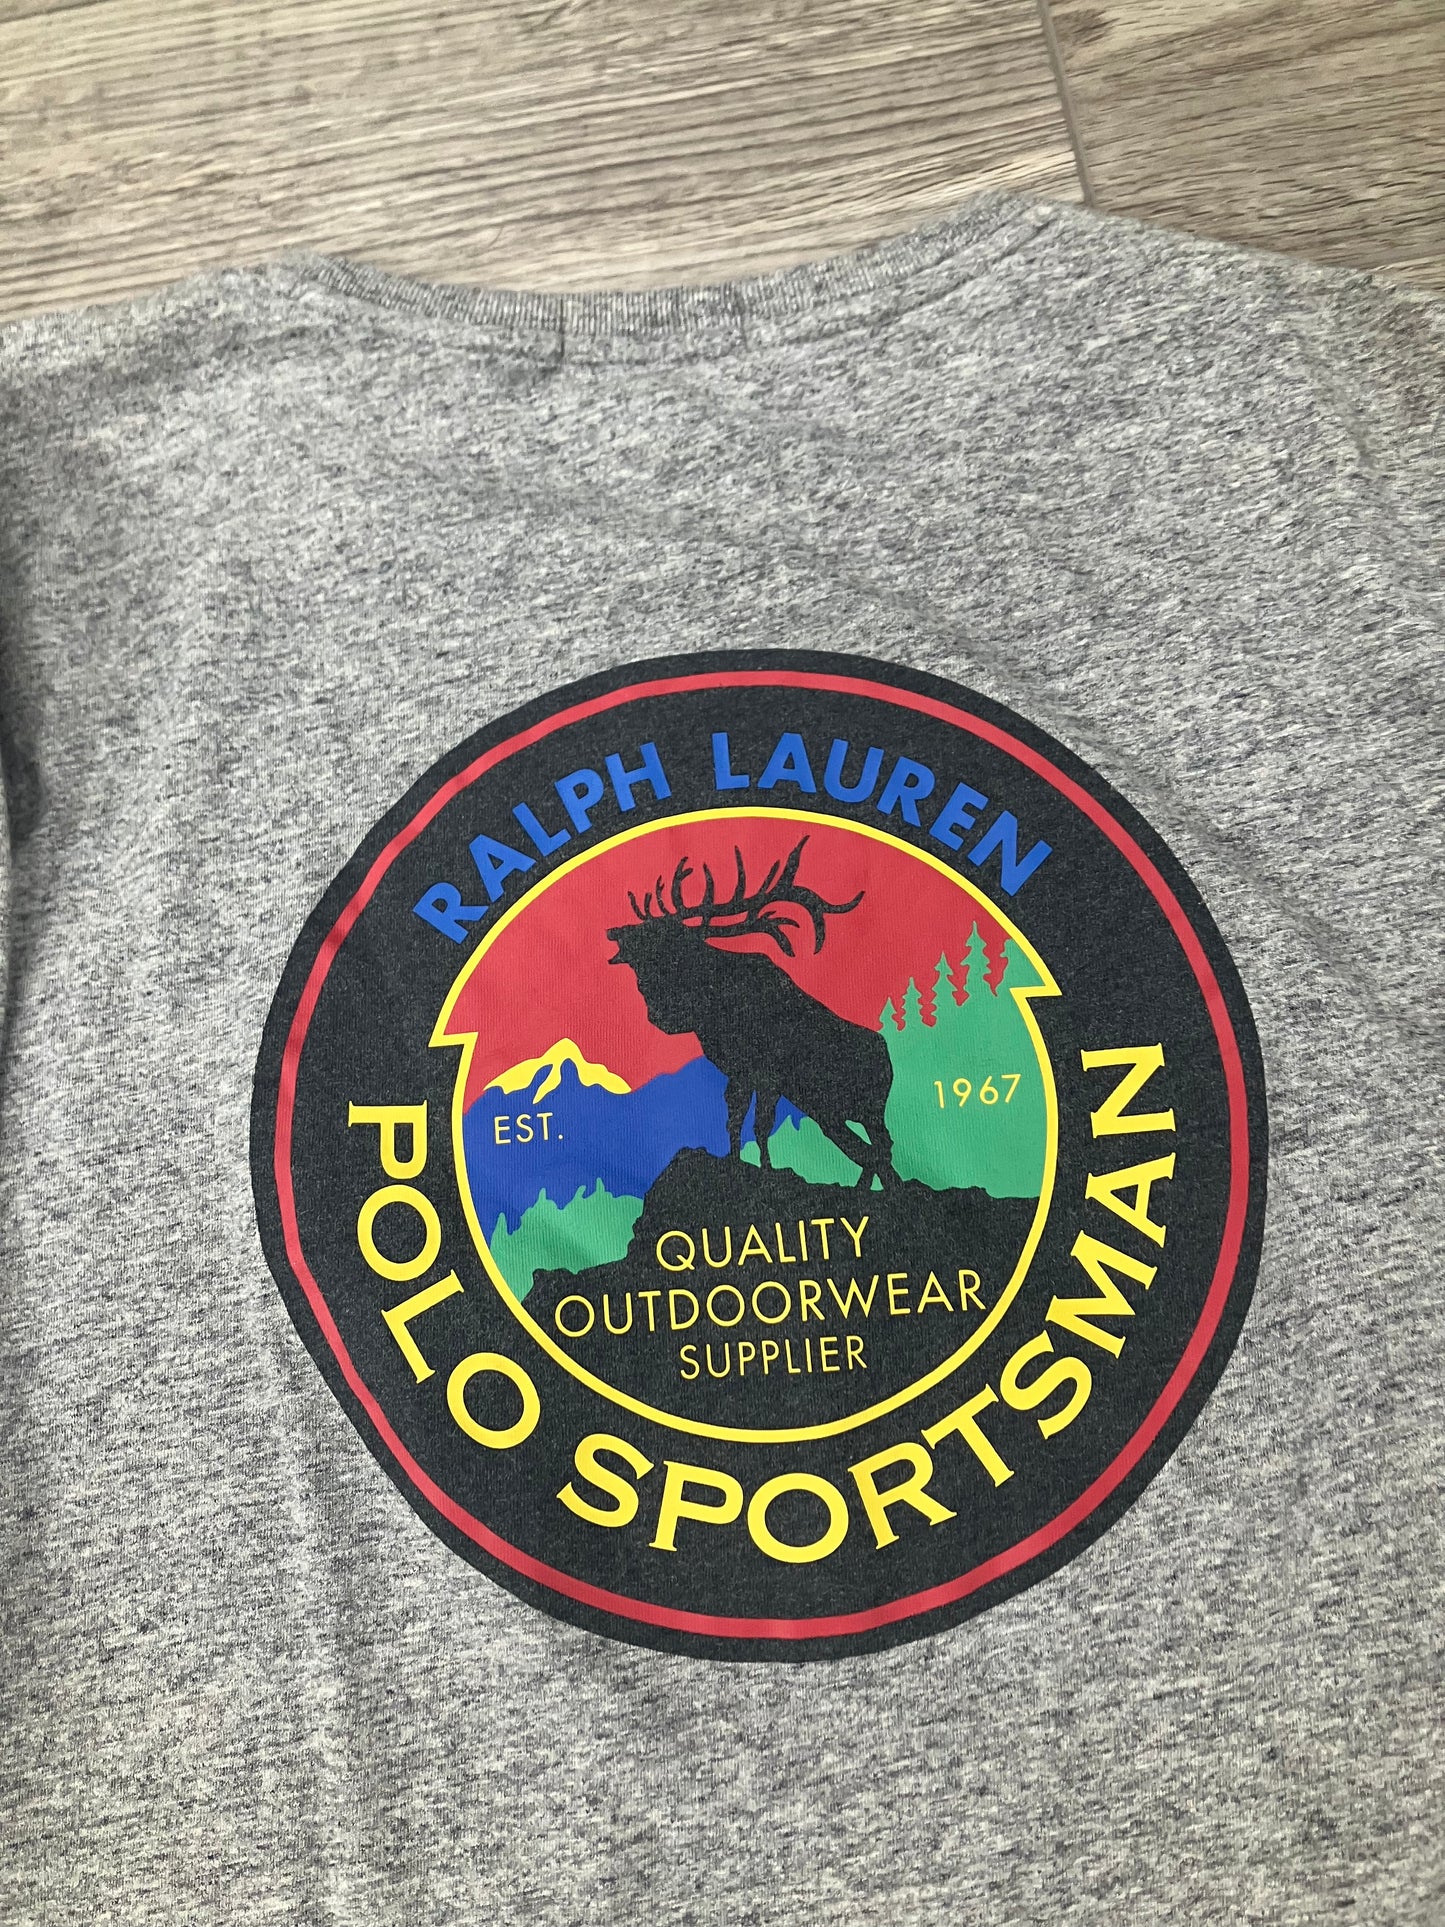 RALPH LAUREN
EST.
1967
QUALITY
OUTDOORWEAR
SUPPLIER
POLO SPORTSMAN